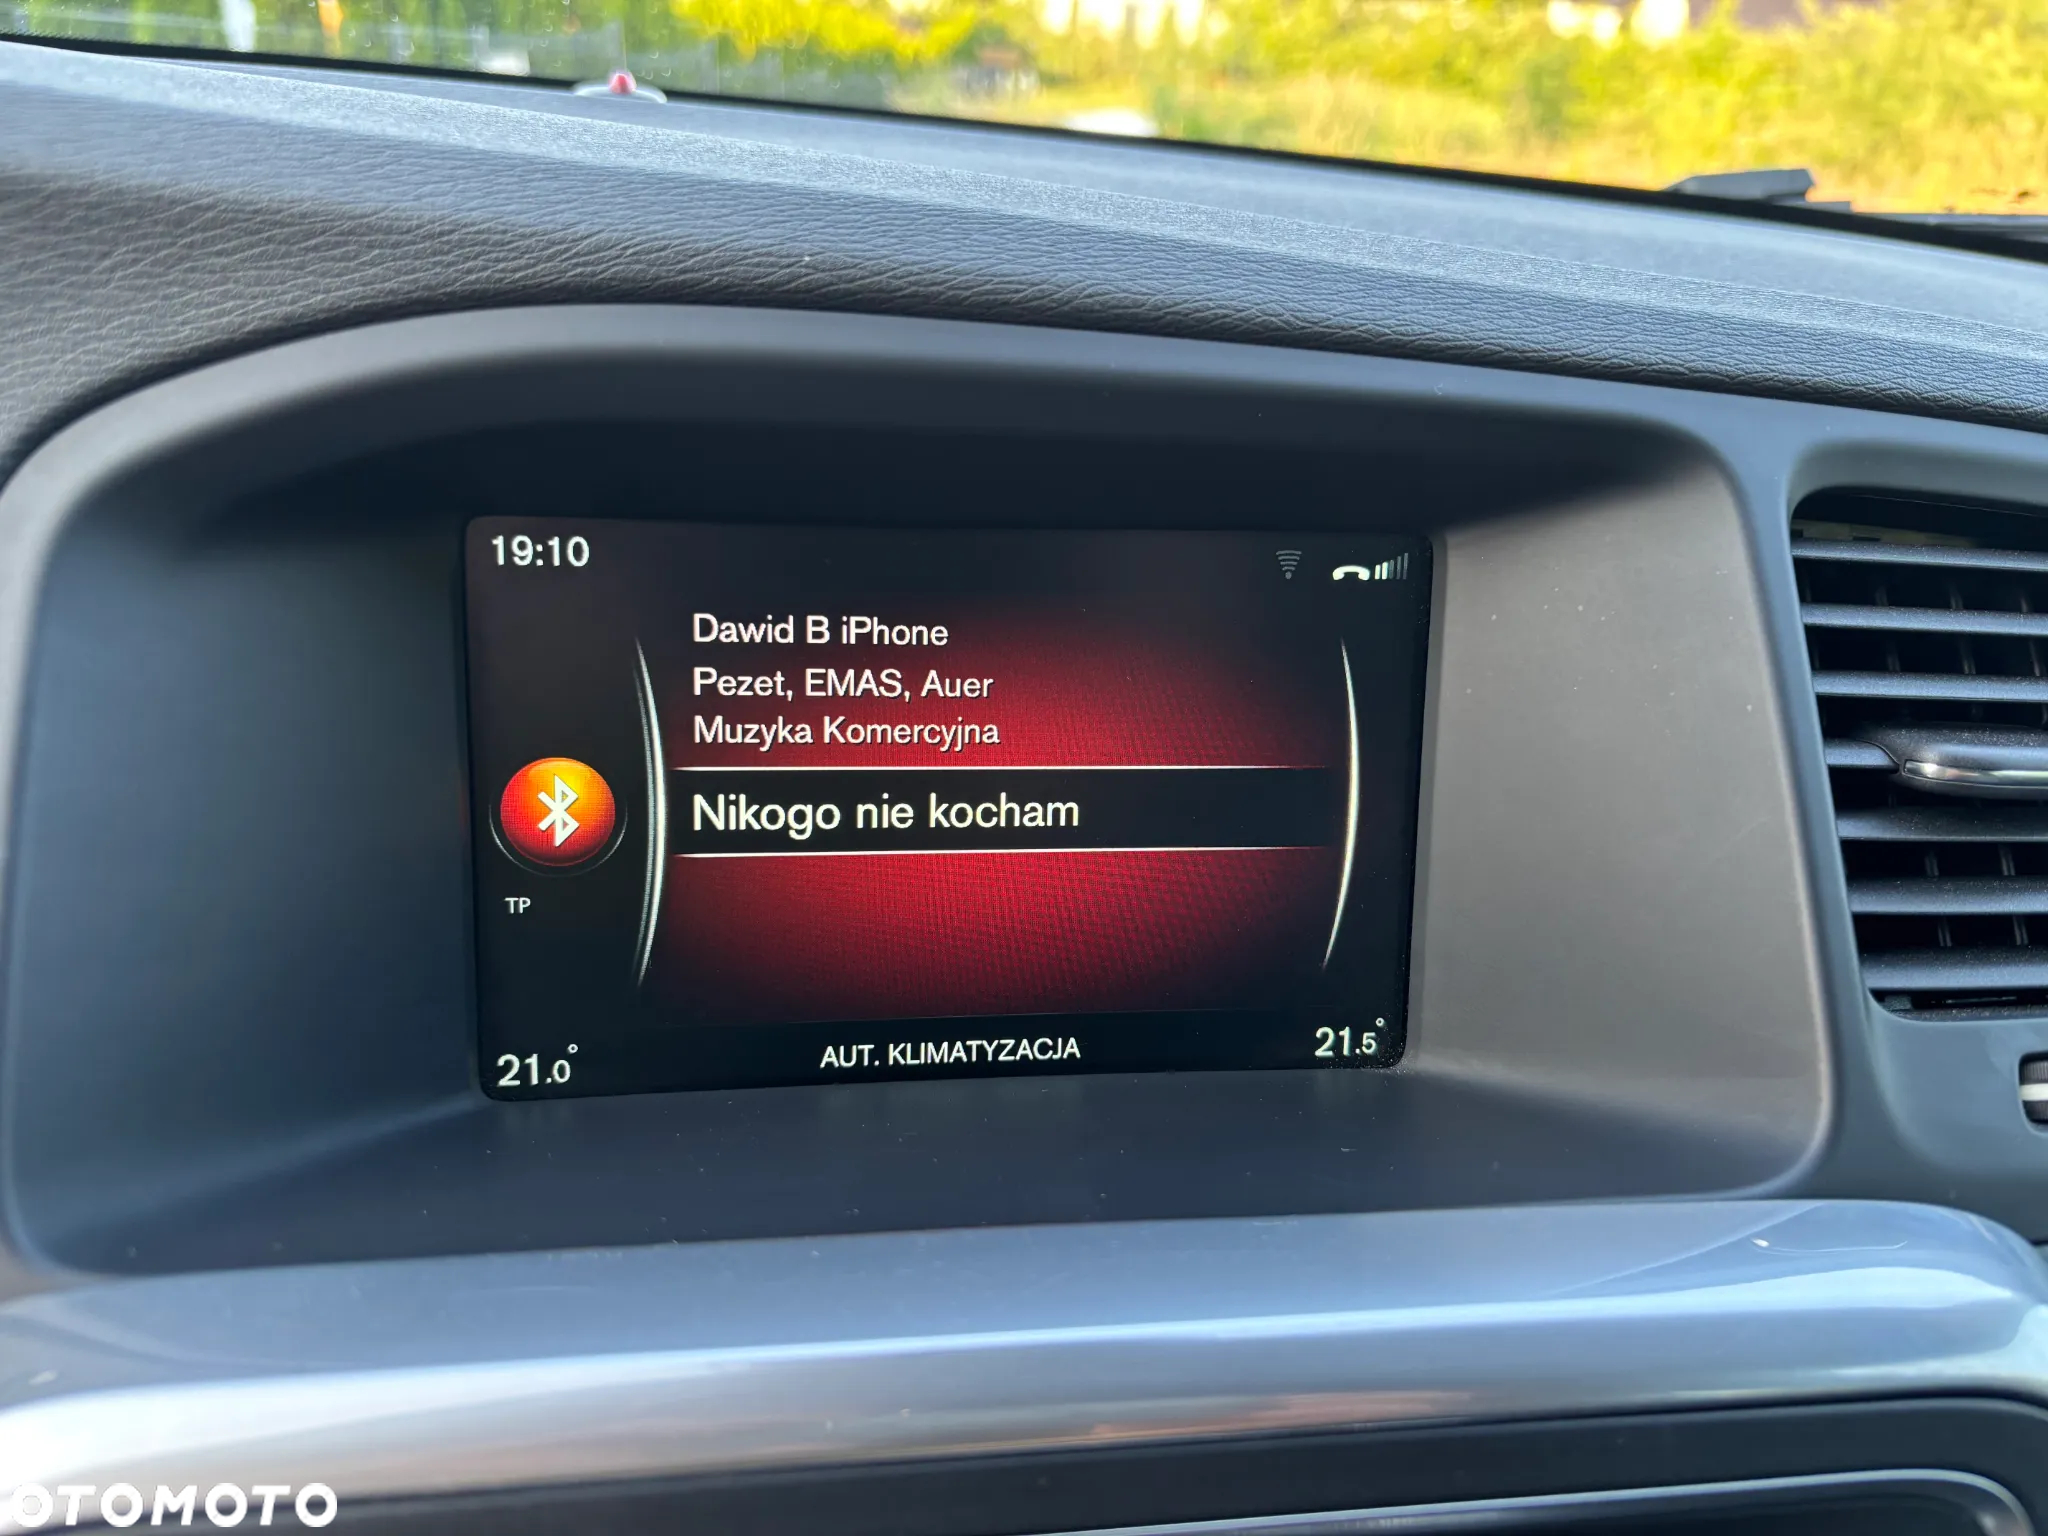 19:10
Dawid B iPhone
Pezet, EMAS, Auer
Muzyka Komercyjna
Nikogo nie kocham
TP
21.0°
AUT. KLIMATYZACJA
21.5°
OTOMOTO